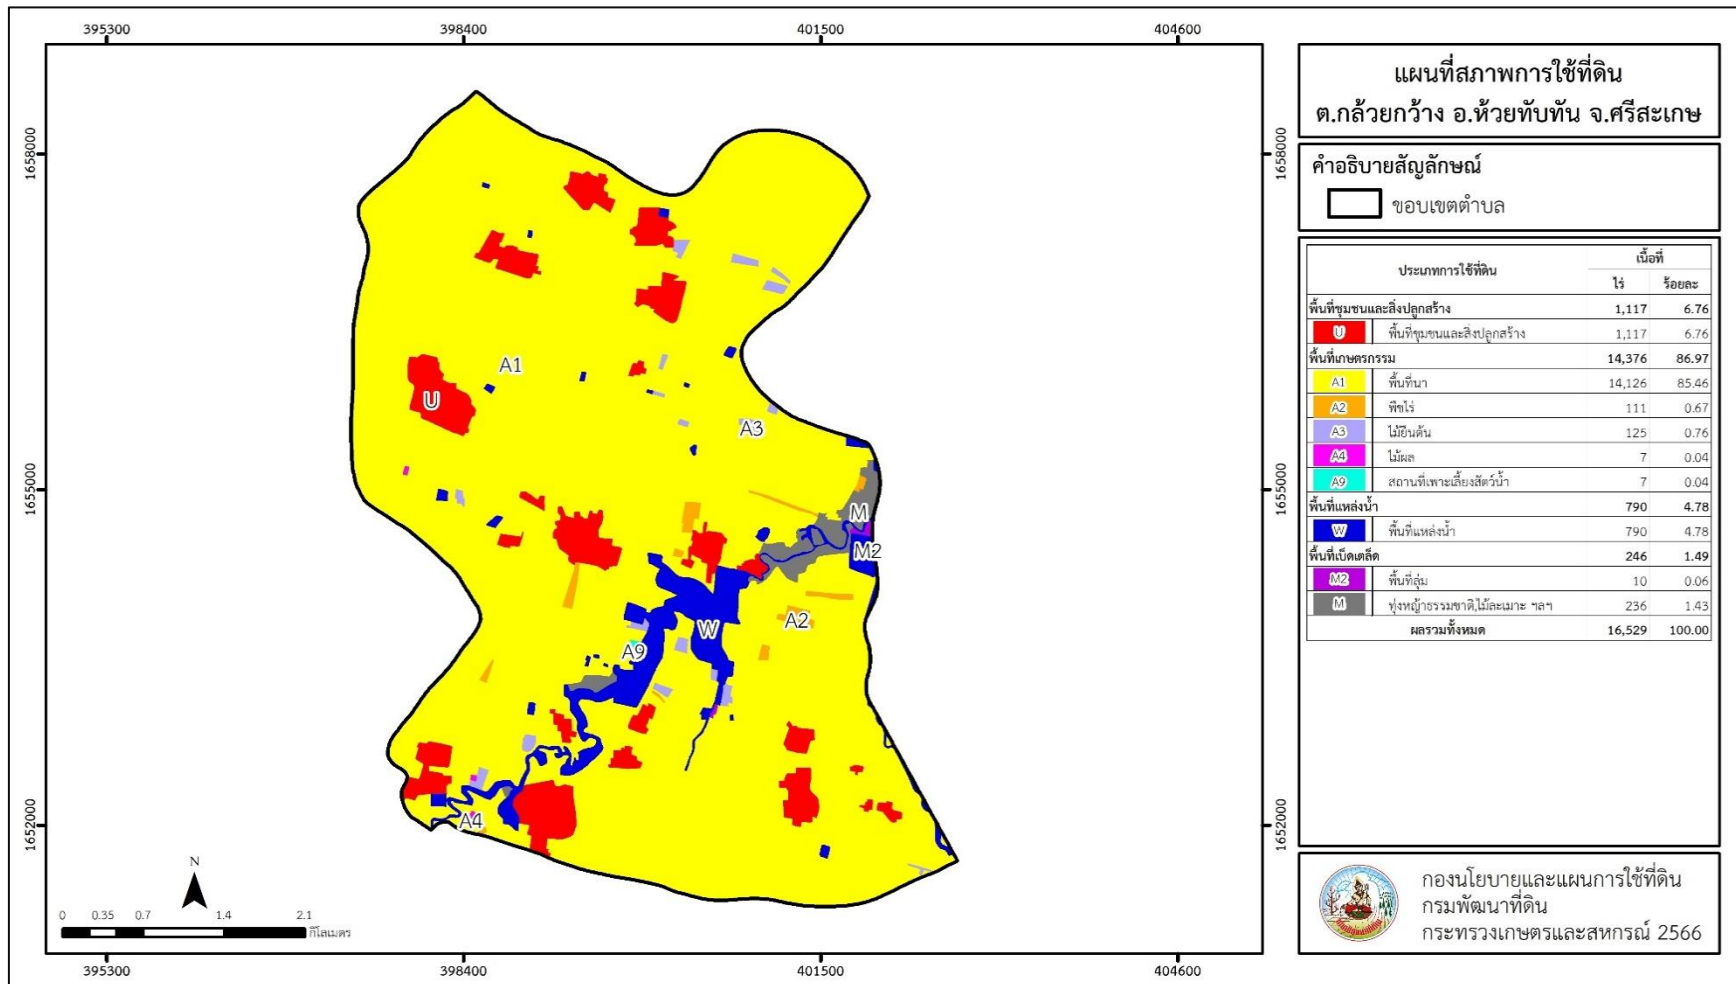 395300 398400 401500 404600
แผนที่สภาพการใช้ที่ดิน
ต.กล้วยกว้าง อ.ห้วยทับทัน จ.ศรีสะเกษ
คำอธิบายสัญลักษณ์
ขอบเขตตำบล
ประเภทการใช้ที่ดิน เนื้อที่
ไร่ ร้อยละ
พื้นที่ชุมชนและสิ่งปลูกสร้าง 1,117 6.76
U พื้นที่ชุมชนและสิ่งปลูกสร้าง 1,117 6.76
พื้นที่เกษตรกรรม 14,376 86.97
A1 พื้นที่นา 14,126 85.46
A2 พืชไร่ 111 0.67
A3 ไม้ยืนต้น 125 0.76
A4 ไม้ผล 7 0.04
A9 สถานที่เพาะเลี้ยงสัตว์น้ำ 7 0.04
พื้นที่แหล่งน้ำ 790 4.78
W พื้นที่แหล่งน้ำ 790 4.78
พื้นที่เบ็ดเตล็ด 246 1.49
M2 พื้นที่ลุ่ม 10 0.06
M ทุ่งหญ้าธรรมชาติ,ไม้ละเมาะ ฯลฯ 236 1.43
ผลรวมทั้งหมด 16,529 100.00
กองนโยบายและแผนการใช้ที่ดิน
กรมพัฒนาที่ดิน
กระทรวงเกษตรและสหกรณ์ 2566
1658000 1658000
1655000 1655000
1652000 1652000
A1
U
A3
M
M2
A2
W
A9
A4
N
0 0.35 0.7 1.4 2.1
กิโลเมตร
395300 398400 401500 404600